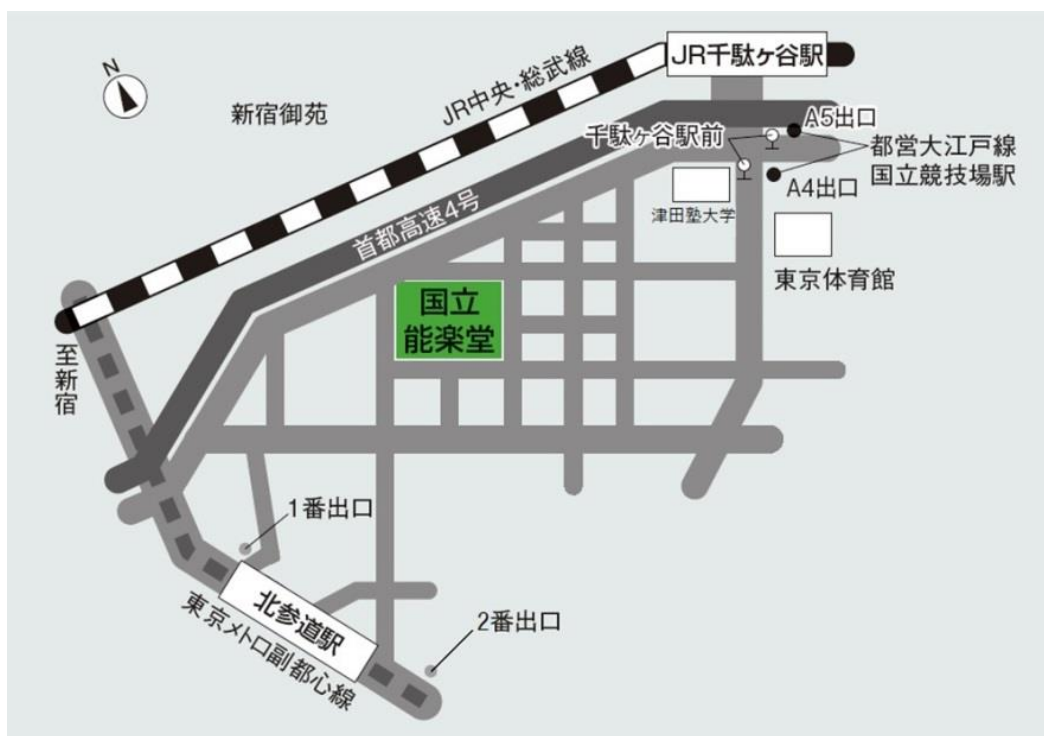 N
JR千駄ヶ谷駅
JR中央・総武線
新宿御苑
A5出口
千駄ヶ谷駅前
都営大江戸線
国立競技場駅
A4出口
津田塾大学
首都高速4号
東京体育館
国立
能楽堂
至新宿
1番出口
北参道駅
東京メトロ副都心線
2番出口